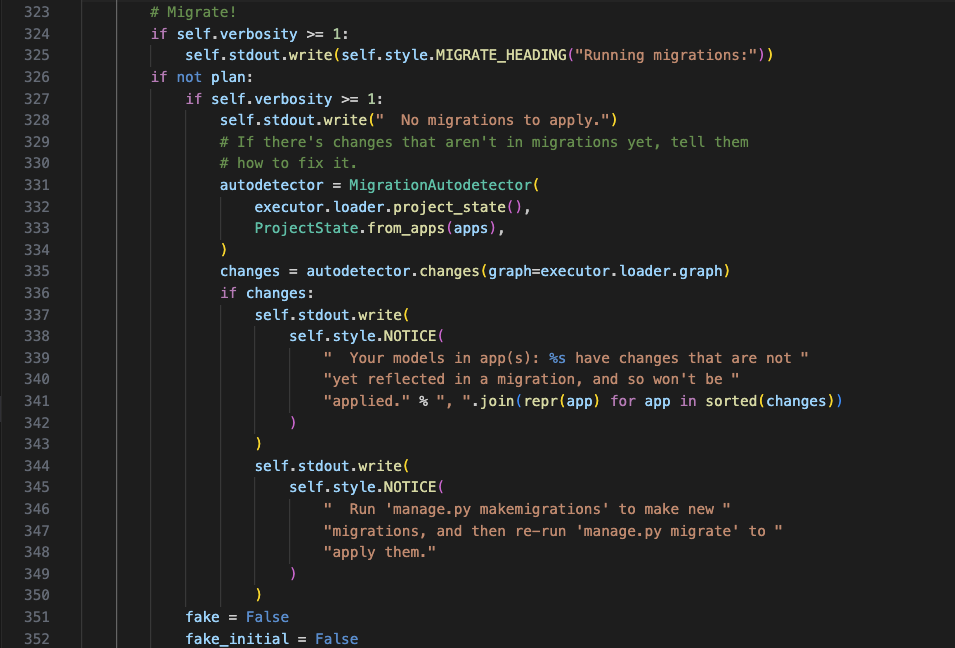 323 # Migrate!
324 if self.verbosity >= 1:
325 self.stdout.write(self.style.MIGRATE_HEADING("Running migrations:"))
326 if not plan:
327 if self.verbosity >= 1:
328 self.stdout.write("  No migrations to apply.")
329 # If there's changes that aren't in migrations yet, tell them
330 # how to fix it.
331 autodetector = MigrationAutodetector(
332 executor.loader.project_state(),
333 ProjectState.from_apps(apps),
334 )
335 changes = autodetector.changes(graph=executor.loader.graph)
336 if changes:
337 self.stdout.write(
338 self.style.NOTICE(
339 "  Your models in app(s): %s have changes that are not "
340 "yet reflected in a migration, and so won't be "
341 "applied." % ", ".join(repr(app) for app in sorted(changes))
342 )
343 )
344 self.stdout.write(
345 self.style.NOTICE(
346 "  Run 'manage.py makemigrations' to make new "
347 "migrations, and then re-run 'manage.py migrate' to "
348 "apply them."
349 )
350 )
351 fake = False
352 fake_initial = False